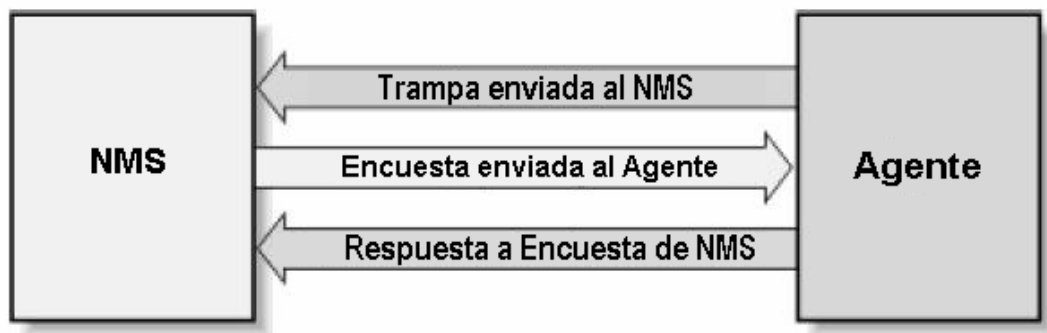 Trampa enviada al NMS
NMS
Encuesta enviada al Agente
Agente
Respuesta a Encuesta de NMS